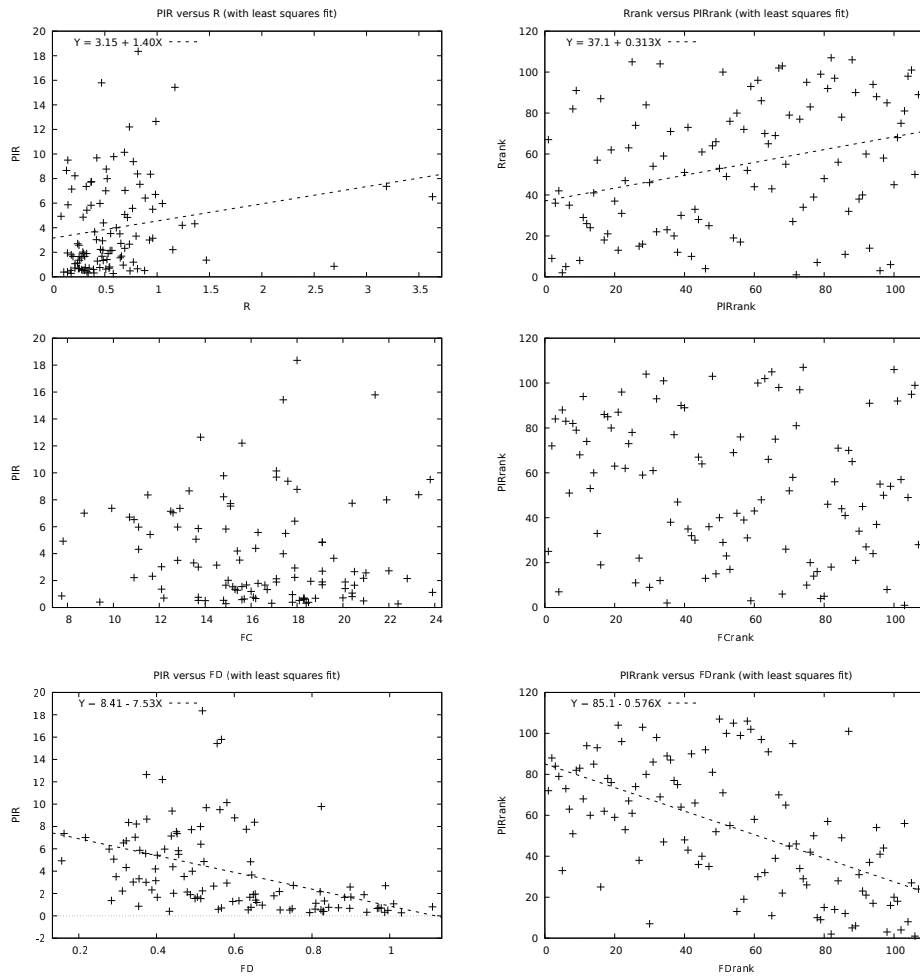 PIR versus R (with least squares fit)
20
18
16
14
12
10
8
6
4
2
0
Y = 3.15 + 1.40X
PIR
0 0.5 1 1.5 2 2.5 3 3.5
R
Rrank versus PIRrank (with least squares fit)
120
100
80
60
40
20
0
Y = 37.1 + 0.313X
Rrank
0 20 40 60 80 100
PIRrank
20
18
16
14
12
10
8
6
4
2
0
PIR
8 10 12 14 16 18 20 22 24
FC
120
100
80
60
40
20
0
PIRrank
0 20 40 60 80 100
FCrank
PIR versus FD (with least squares fit)
20
18
16
14
12
10
8
6
4
2
0
-2
Y − 8.41 - 7.53X
PIR
0.2 0.4 0.6 0.8 1
FD
PIRrank versus FDrank (with least squares fit)
120
100
80
60
40
20
0
Y − 85.1 - 0.576X
PIRrank
0 20 40 60 80 100
FDrank